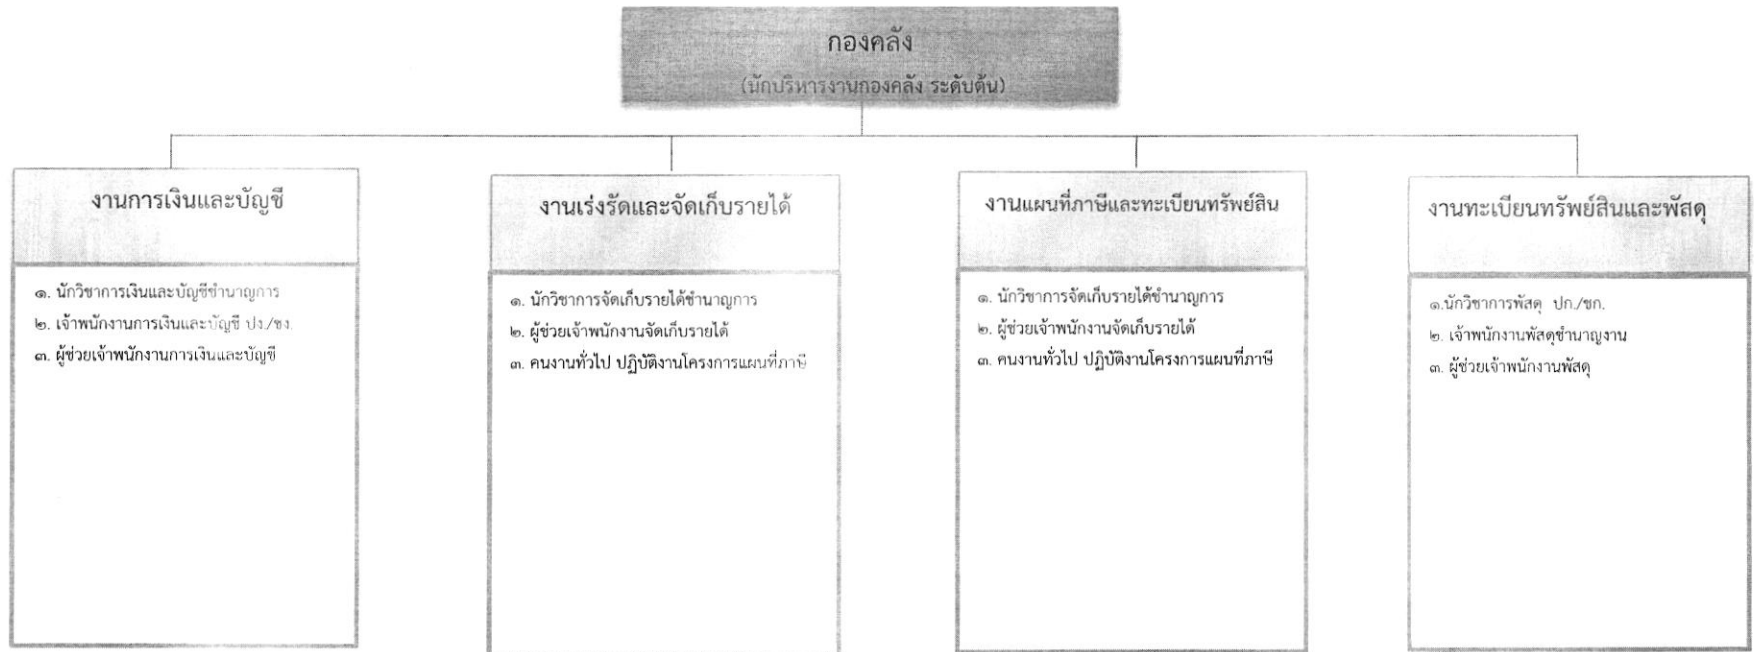 กองคลัง
(นักบริหารงานกองคลัง ระดับต้น)
งานการเงินและบัญชี
๑. นักวิชาการเงินและบัญชีชำนาญการ
๒. เจ้าพนักงานการเงินและบัญชี ปง./ชง.
๓. ผู้ช่วยเจ้าพนักงานการเงินและบัญชี
งานเร่งรัดและจัดเก็บรายได้
๑. นักวิชาการจัดเก็บรายได้ชำนาญการ
๒. ผู้ช่วยเจ้าพนักงานจัดเก็บรายได้
๓. คนงานทั่วไป ปฏิบัติงานโครงการแผนที่ภาษี
งานแผนที่ภาษีและทะเบียนทรัพย์สิน
๑. นักวิชาการจัดเก็บรายได้ชำนาญการ
๒. ผู้ช่วยเจ้าพนักงานจัดเก็บรายได้
๓. คนงานทั่วไป ปฏิบัติงานโครงการแผนที่ภาษี
งานทะเบียนทรัพย์สินและพัสดุ
๑.นักวิชาการพัสดุ ปก./ชก.
๒. เจ้าพนักงานพัสดุชำนาญงาน
๓. ผู้ช่วยเจ้าพนักงานพัสดุ